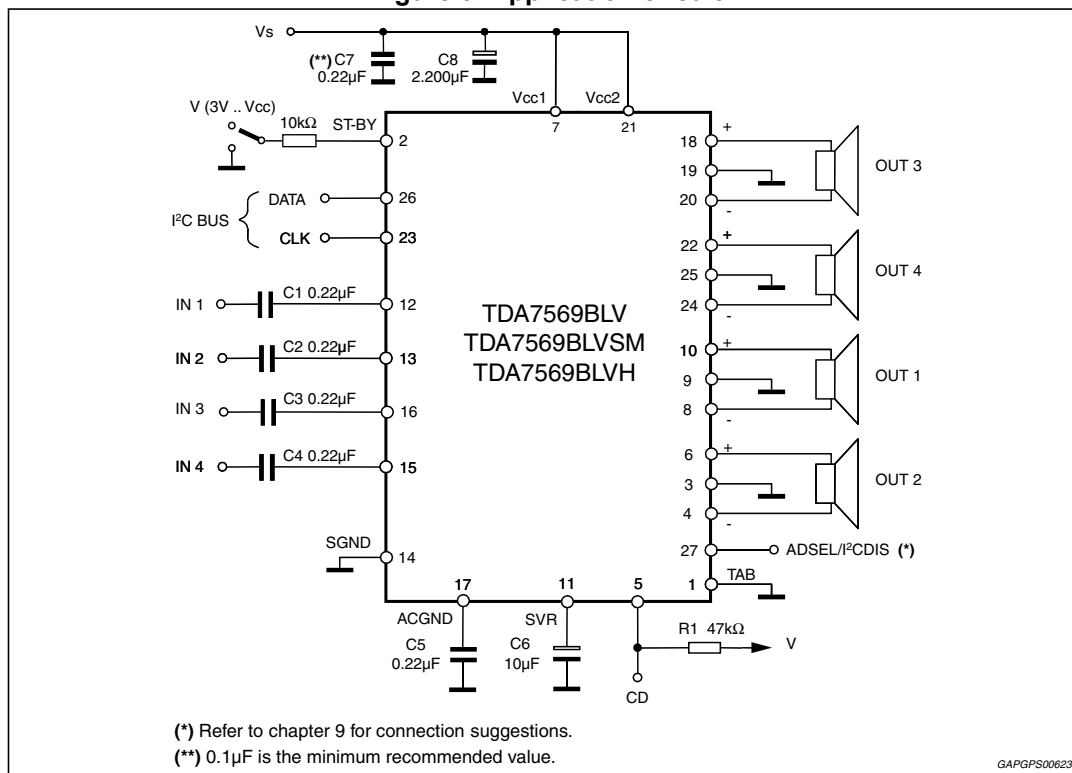 Vs
(**) C7
0.22µF
C8
2.200µF
Vcc1
Vcc2
7
21
V (3V .. Vcc)
10kΩ
ST-BY
2
I²C BUS
DATA
26
CLK
23
IN 1
C1 0.22µF
12
IN 2
C2 0.22µF
13
IN 3
C3 0.22µF
16
IN 4
C4 0.22µF
15
SGND
14
TDA7569BLV
TDA7569BLVSM
TDA7569BLVH
18
+
19
20
-
OUT 3
22
+
25
24
-
OUT 4
10
+
9
8
-
OUT 1
6
+
3
4
-
OUT 2
27
ADSEL/I²CDIS (*)
1
TAB
17
11
5
ACGND
SVR
C5
0.22µF
C6
10µF
R1 47kΩ
V
CD
(*) Refer to chapter 9 for connection suggestions.
(**) 0.1µF is the minimum recommended value.
GAPGPS00623